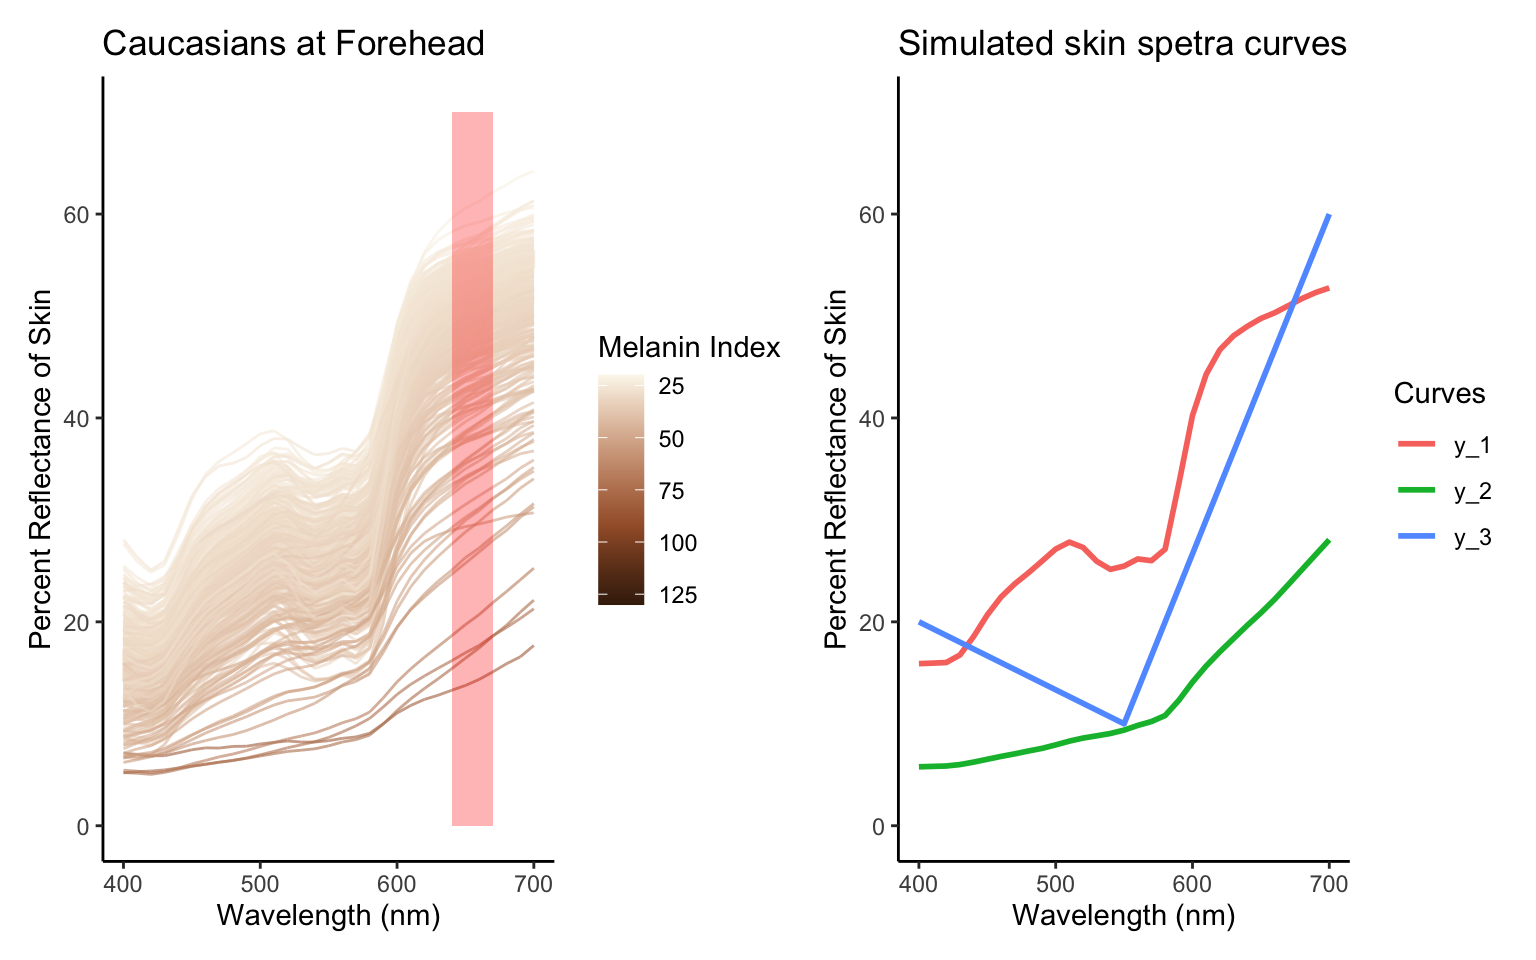 Caucasians at Forehead
Percent Reflectance of Skin
60
40
20
0
400 500 600 700
Wavelength (nm)
Melanin Index
25
50
75
100
125
Simulated skin spetra curves
Percent Reflectance of Skin
60
40
20
0
400 500 600 700
Wavelength (nm)
Curves
y_1
y_2
y_3